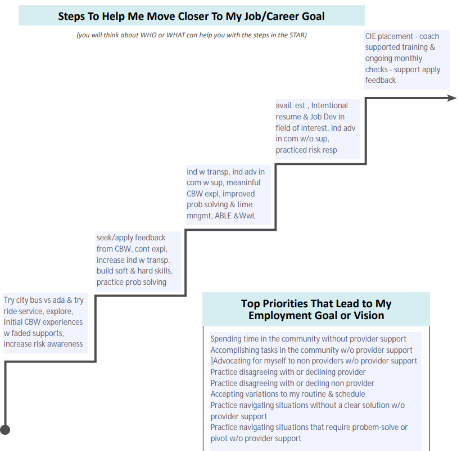 Steps To Help Me Move Closer To My Job/Career Goal
(you will think about WHO or WHAT can help you with the steps in the STAR)
CIE placement - coach
supported training &
ongoing monthly
checks - support apply
feedback
avail. est., Intentional
resume & Job Dev in
field of interest, ind adv
in com w/o sup,
practiced risk resp
ind w transp, ind adv in
com w sup, meaninful
CBW expl, improved
prob solving & time
mngmt, ABLE &WwL
seek/apply feedback
from CBW, cont expl,
increase ind w transp.
build soft & hard skills,
practice prob solving
Try city bus vs ada & try
ride service, explore,
Initial CBW experiences
w faded supports,
increase risk awareness
Top Priorities That Lead to My
Employment Goal or Vision
Spending time in the community without provider support
Accomplishing tasks in the community w/o provider support
]Advocating for myself to non providers w/o provider support
Practice disagreeing with or declining provider
Practice disagreeing with or decling non provider
Accepting variations to my routine & schedule
Practice navigating situations without a clear solution w/o
provider support
Practice navigating situations that require probem-solve or
pivot w/o provider support